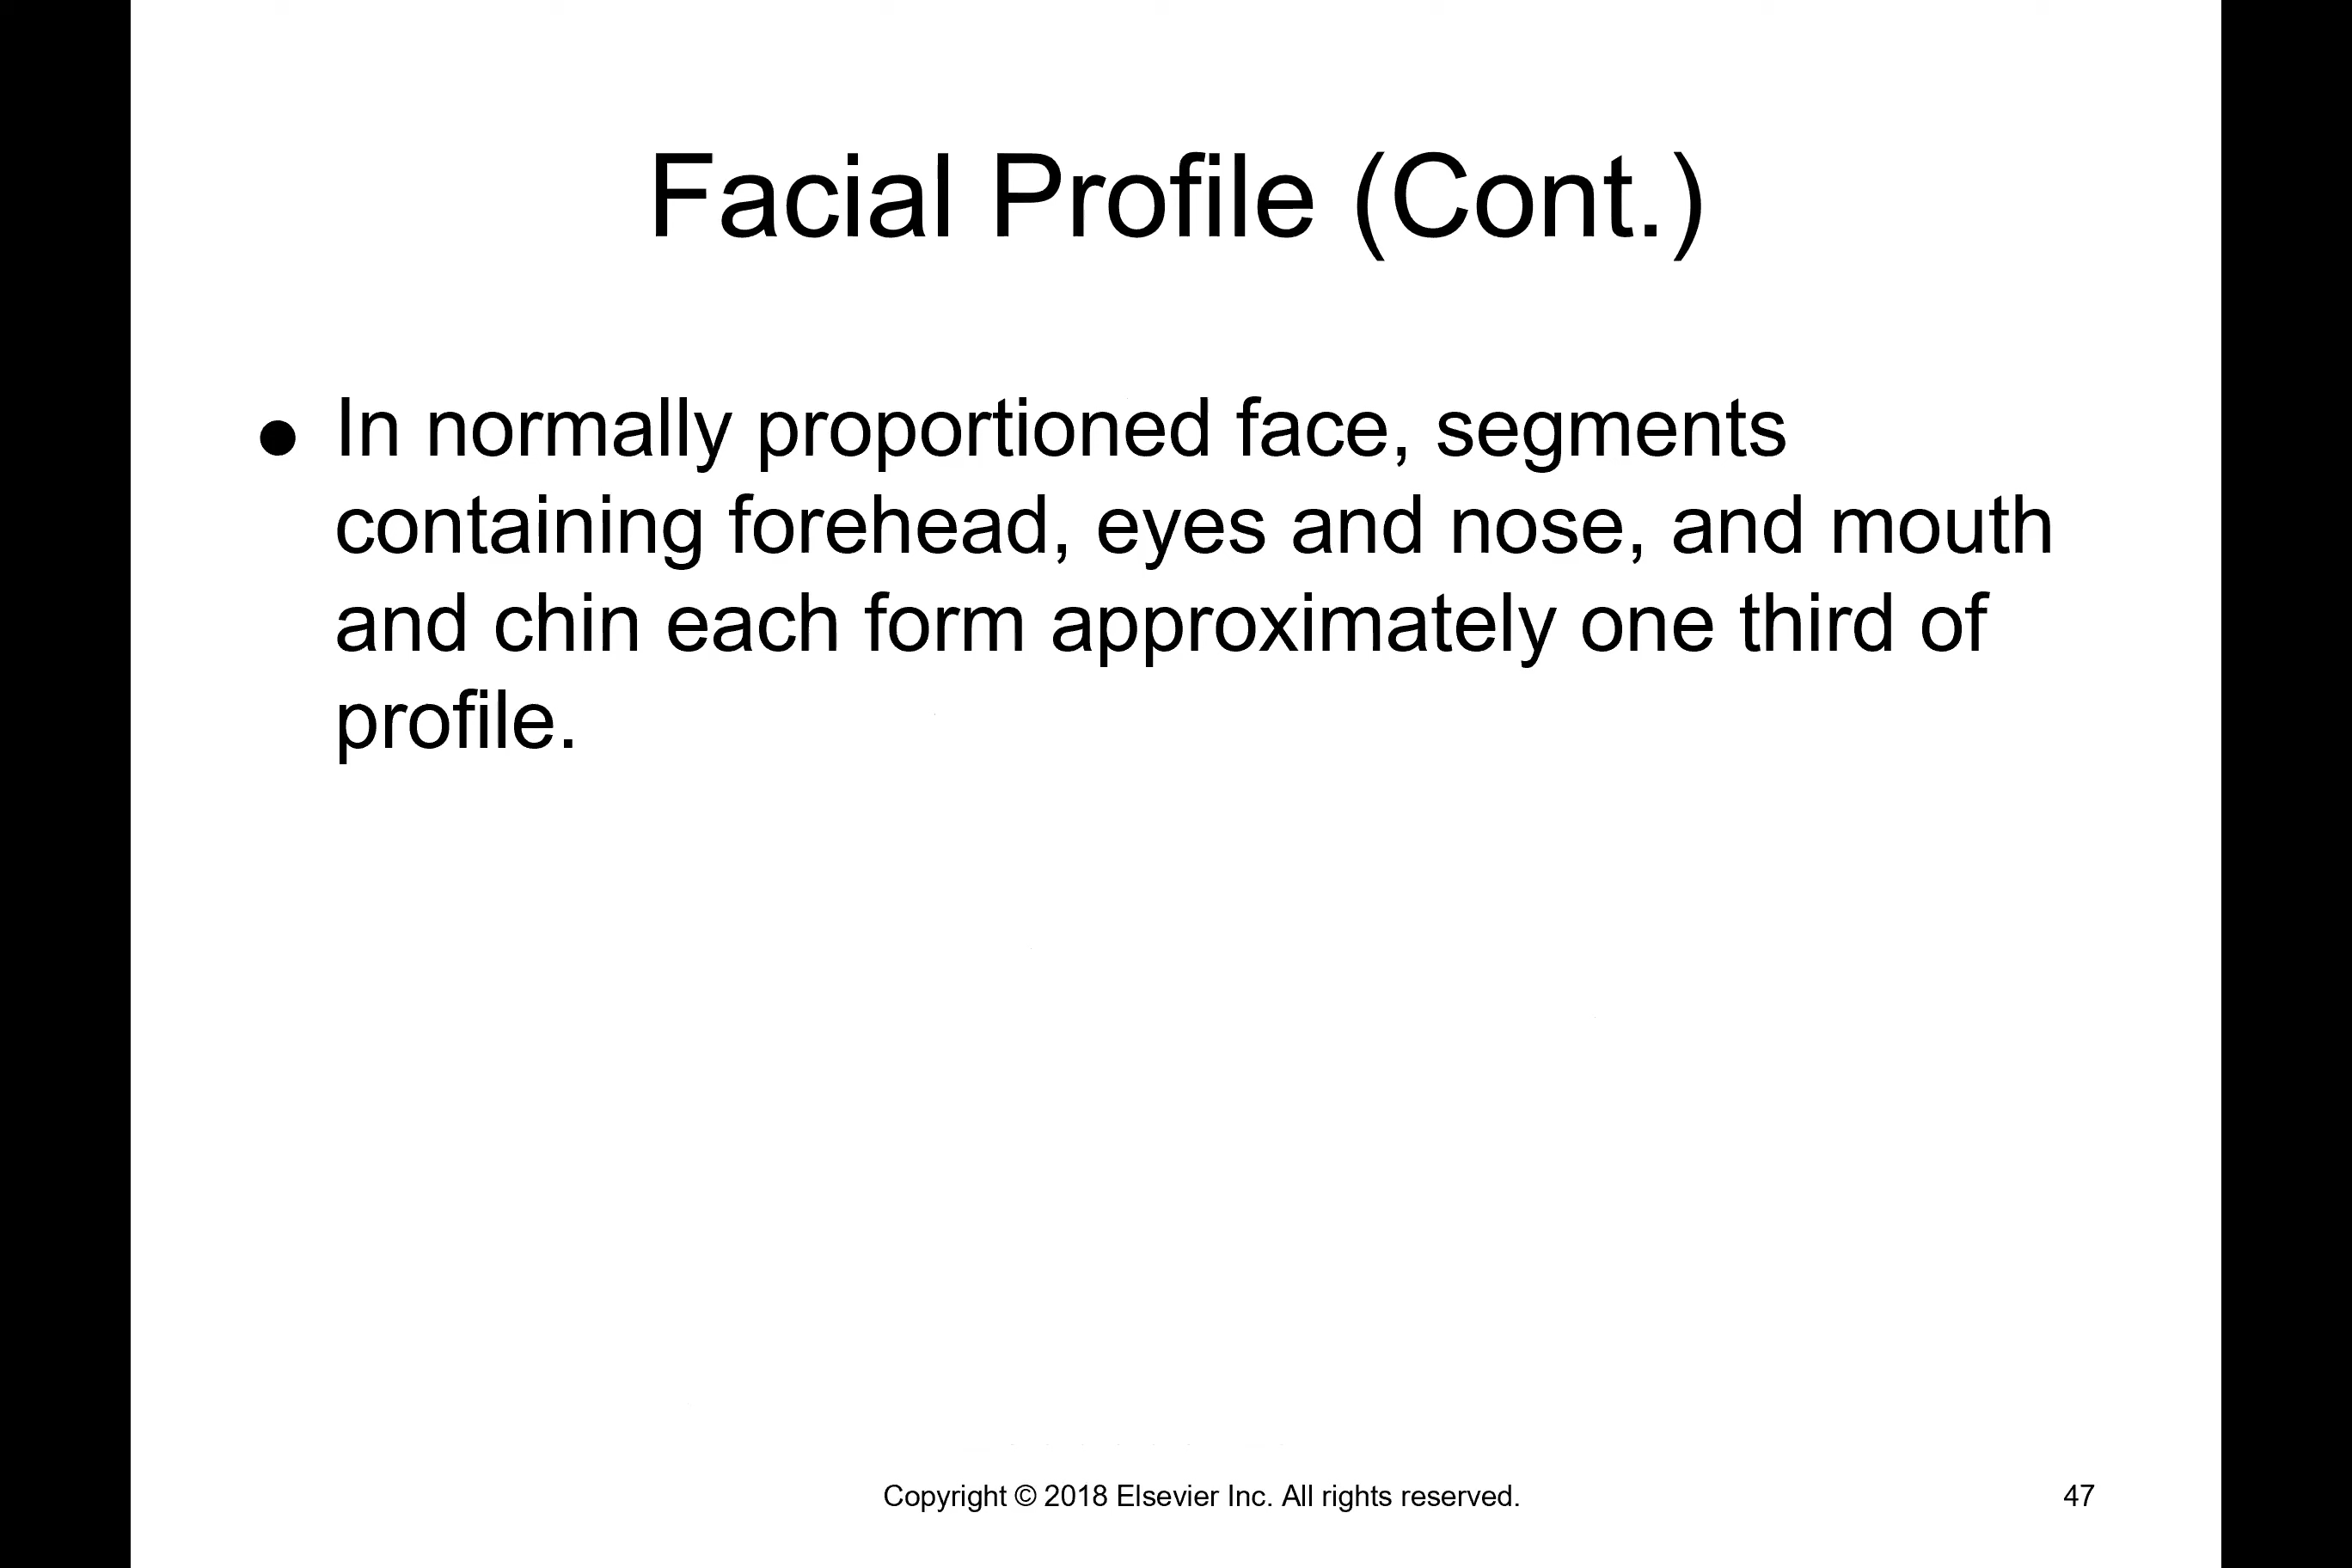 Facial Profile (Cont.)
● In normally proportioned face, segments
containing forehead, eyes and nose, and mouth
and chin each form approximately one third of
profile.
Copyright © 2018 Elsevier Inc. All rights reserved.
47